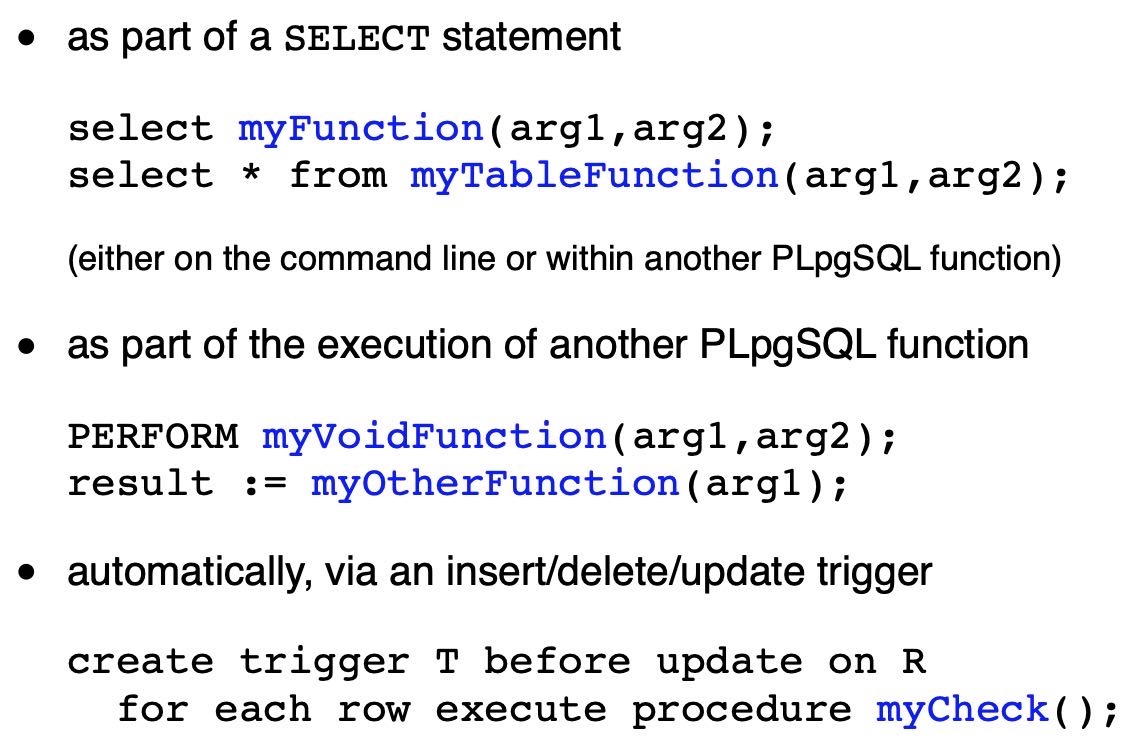 • as part of a SELECT statement
select myFunction(arg1,arg2);
select * from myTableFunction(arg1,arg2);
(either on the command line or within another PLpgSQL function)
• as part of the execution of another PLpgSQL function
PERFORM myVoidFunction(arg1,arg2);
result := myOtherFunction(arg1);
• automatically, via an insert/delete/update trigger
create trigger T before update on R
for each row execute procedure myCheck();